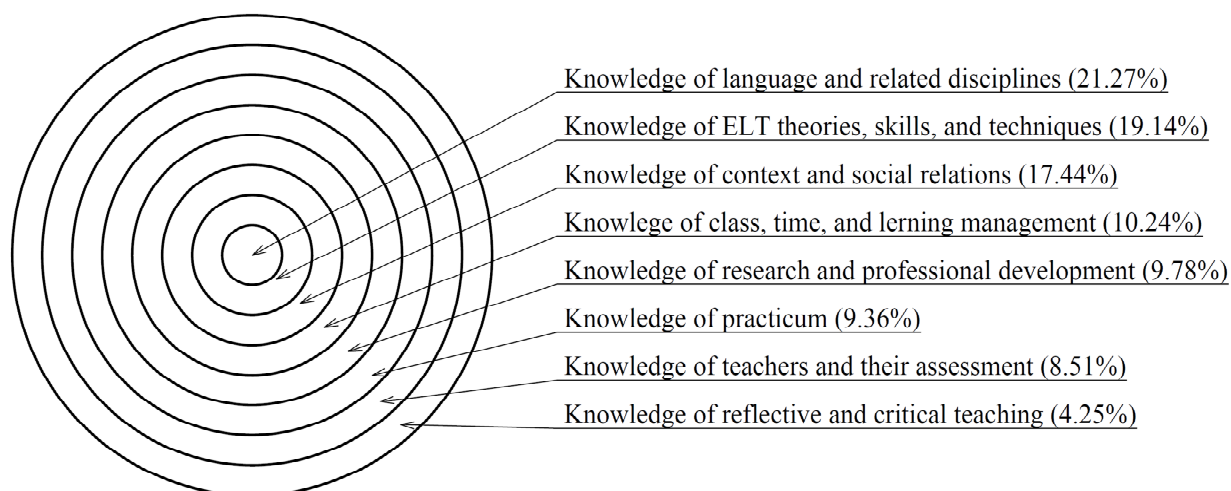 Knowledge of language and related disciplines (21.27%)
Knowledge of ELT theories, skills, and techniques (19.14%)
Knowledge of context and social relations (17.44%)
Knowlege of class, time, and lerning management (10.24%)
Knowledge of research and professional development (9.78%)
Knowledge of practicum (9.36%)
Knowledge of teachers and their assessment (8.51%)
Knowledge of reflective and critical teaching (4.25%)